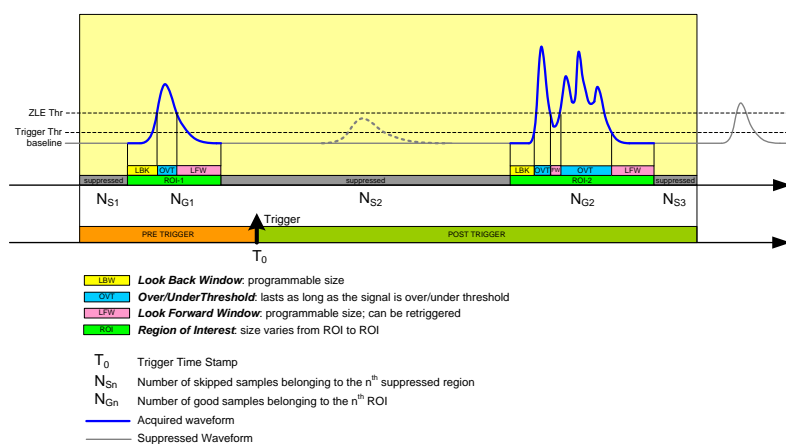 ZLE Thr
Trigger Thr
baseline
LBK OVT LFW LBK OVT FW OVT LFW
suppressed ROI-1 suppressed ROI-2 suppressed
NS1 NG1 NS2 NG2 NS3
Trigger
PRE TRIGGER POST TRIGGER
T0
LBW Look Back Window: programmable size
OVT Over/UnderThreshold: lasts as long as the signal is over/under threshold
LFW Look Forward Window: programmable size; can be retriggered
ROI Region of Interest: size varies from ROI to ROI
T0 Trigger Time Stamp
NSn Number of skipped samples belonging to the nth suppressed region
NGn Number of good samples belonging to the nth ROI
Acquired waveform
Suppressed Waveform